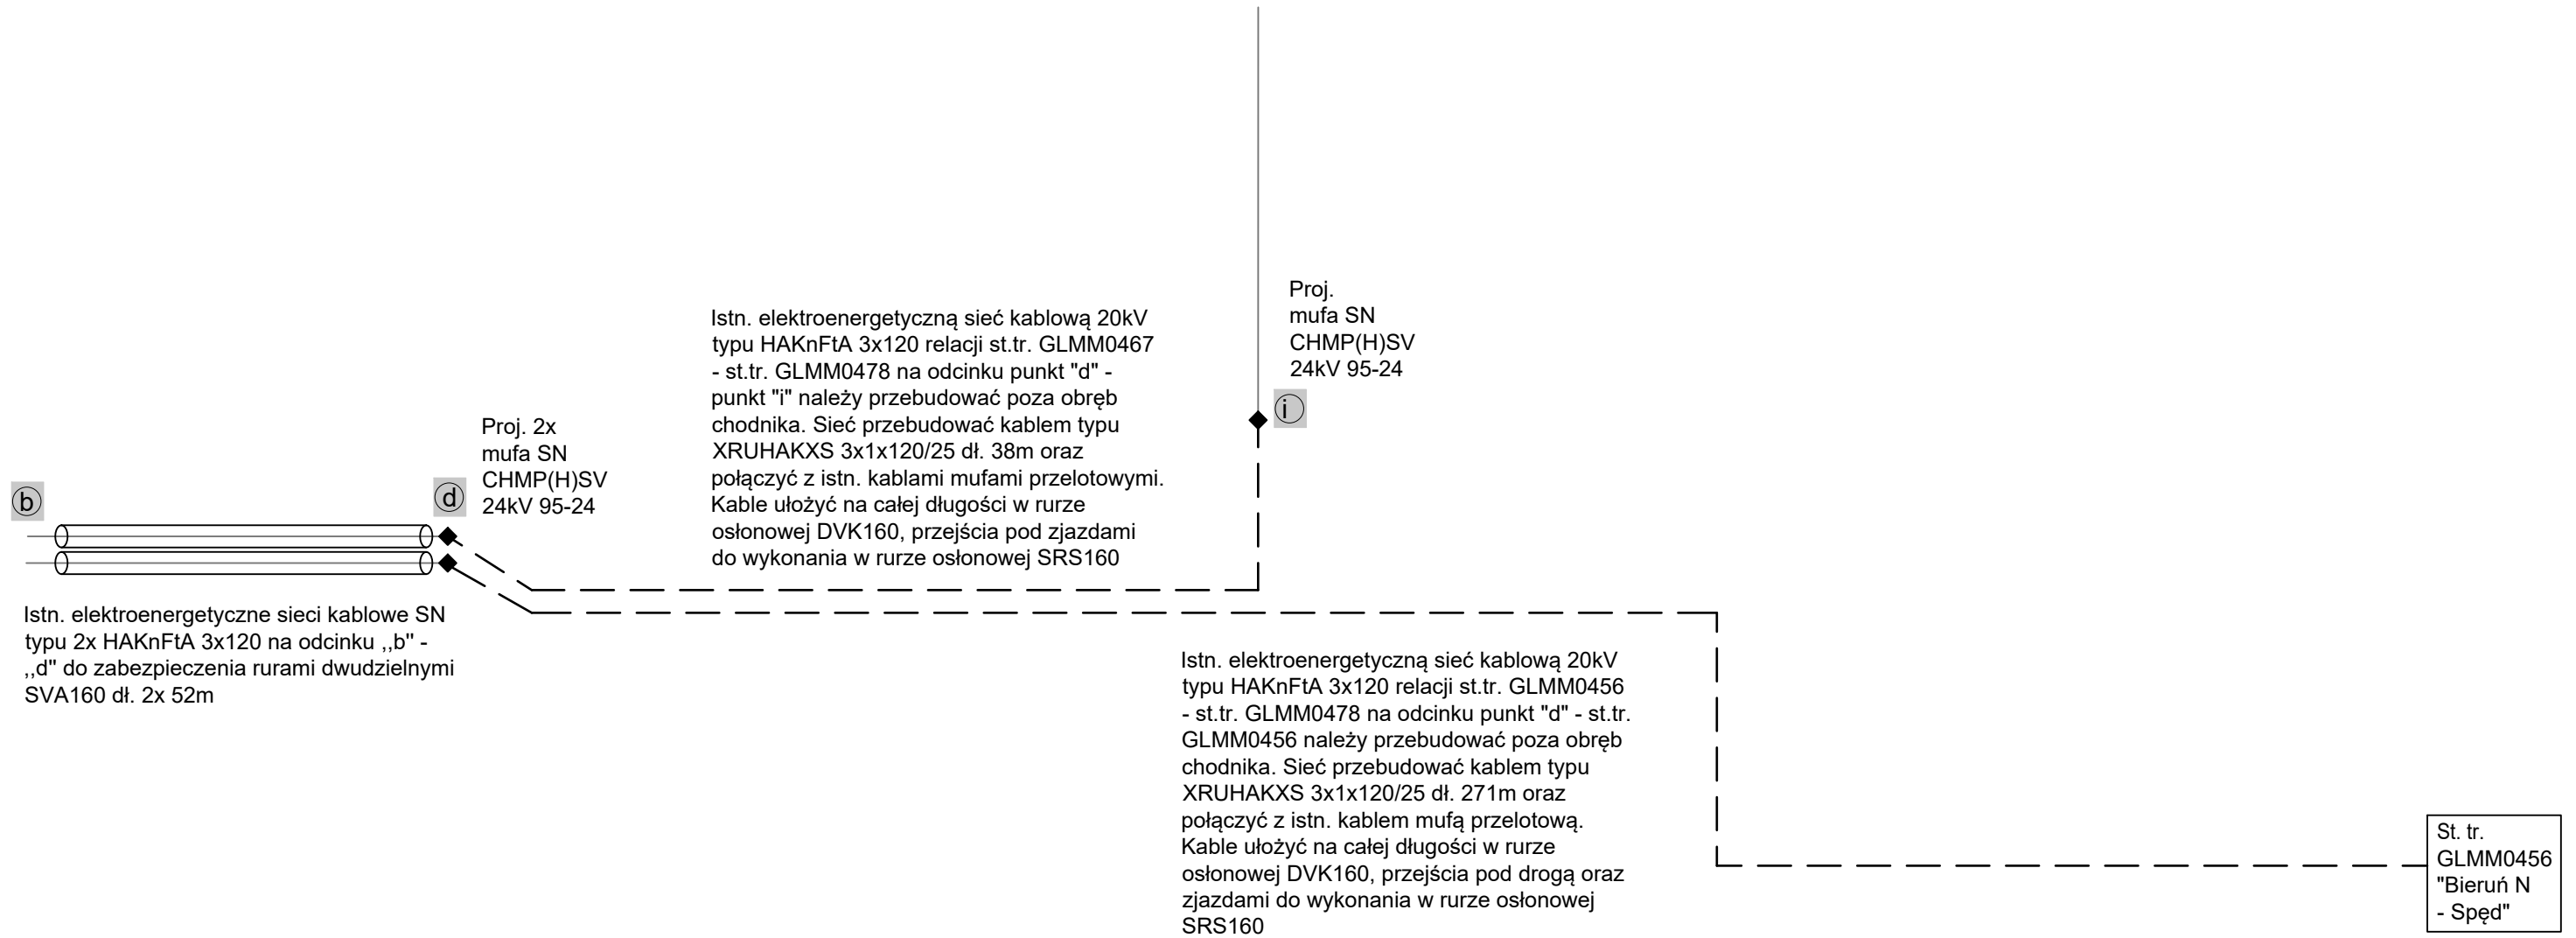 Proj.
mufa SN
CHMP(H)SV
24kV 95-24
i
Istn. elektroenergetyczną sieć kablową 20kV
typu HAKnFtA 3x120 relacji st.tr. GLMM0467
- st.tr. GLMM0478 na odcinku punkt "d" -
punkt "i" należy przebudować poza obręb
chodnika. Sieć przebudować kablem typu
XRUHAKXS 3x1x120/25 dł. 38m oraz
połączyć z istn. kablami mufami przelotowymi.
Kable ułożyć na całej długości w rurze
osłonowej DVK160, przejścia pod zjazdami
do wykonania w rurze osłonowej SRS160
Proj. 2x
mufa SN
CHMP(H)SV
24kV 95-24
b
d
Istn. elektroenergetyczne sieci kablowe SN
typu 2x HAKnFtA 3x120 na odcinku ,,b'' -
,,d" do zabezpieczenia rurami dwudzielnymi
SVA160 dł. 2x 52m
Istn. elektroenergetyczną sieć kablową 20kV
typu HAKnFtA 3x120 relacji st.tr. GLMM0456
- st.tr. GLMM0478 na odcinku punkt "d" - st.tr.
GLMM0456 należy przebudować poza obręb
chodnika. Sieć przebudować kablem typu
XRUHAKXS 3x1x120/25 dł. 271m oraz
połączyć z istn. kablem mufą przelotową.
Kable ułożyć na całej długości w rurze
osłonowej DVK160, przejścia pod drogą oraz
zjazdami do wykonania w rurze osłonowej
SRS160
St. tr.
GLMM0456
"Bieruń N
- Spęd"